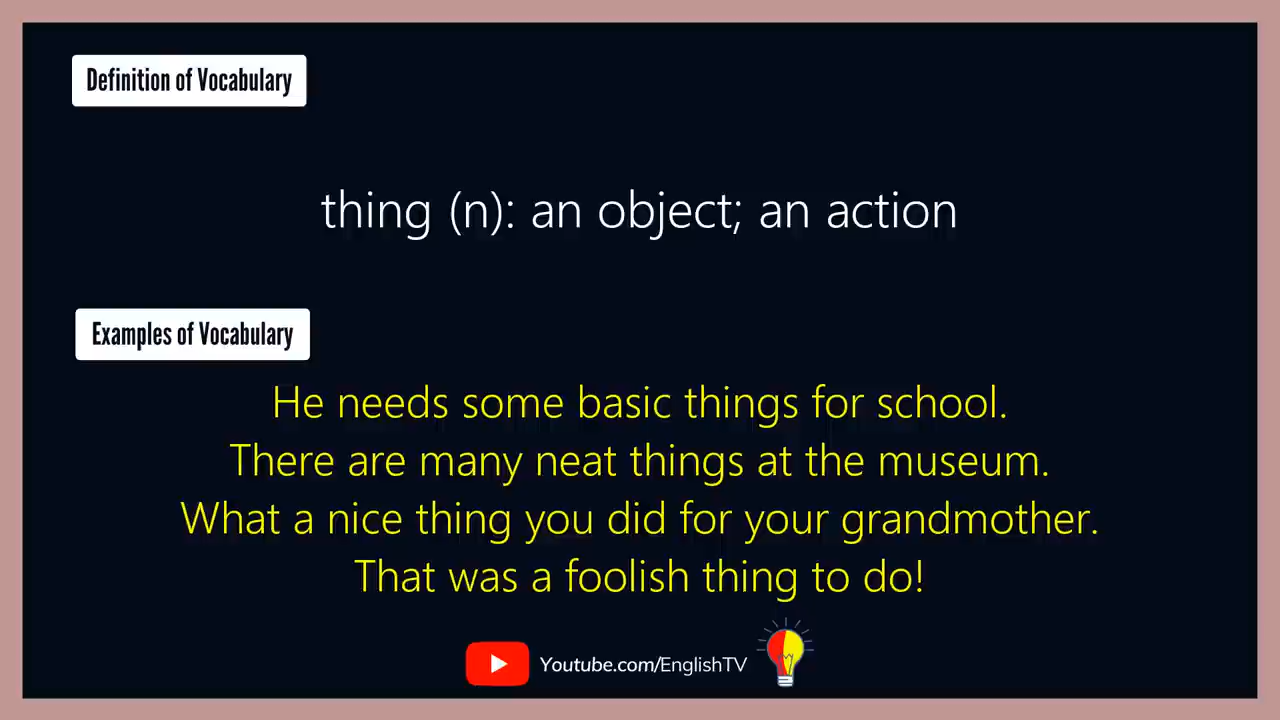 Definition of Vocabulary
thing (n): an object; an action
Examples of Vocabulary
He needs some basic things for school.
There are many neat things at the museum.
What a nice thing you did for your grandmother.
That was a foolish thing to do!
Youtube.com/EnglishTV